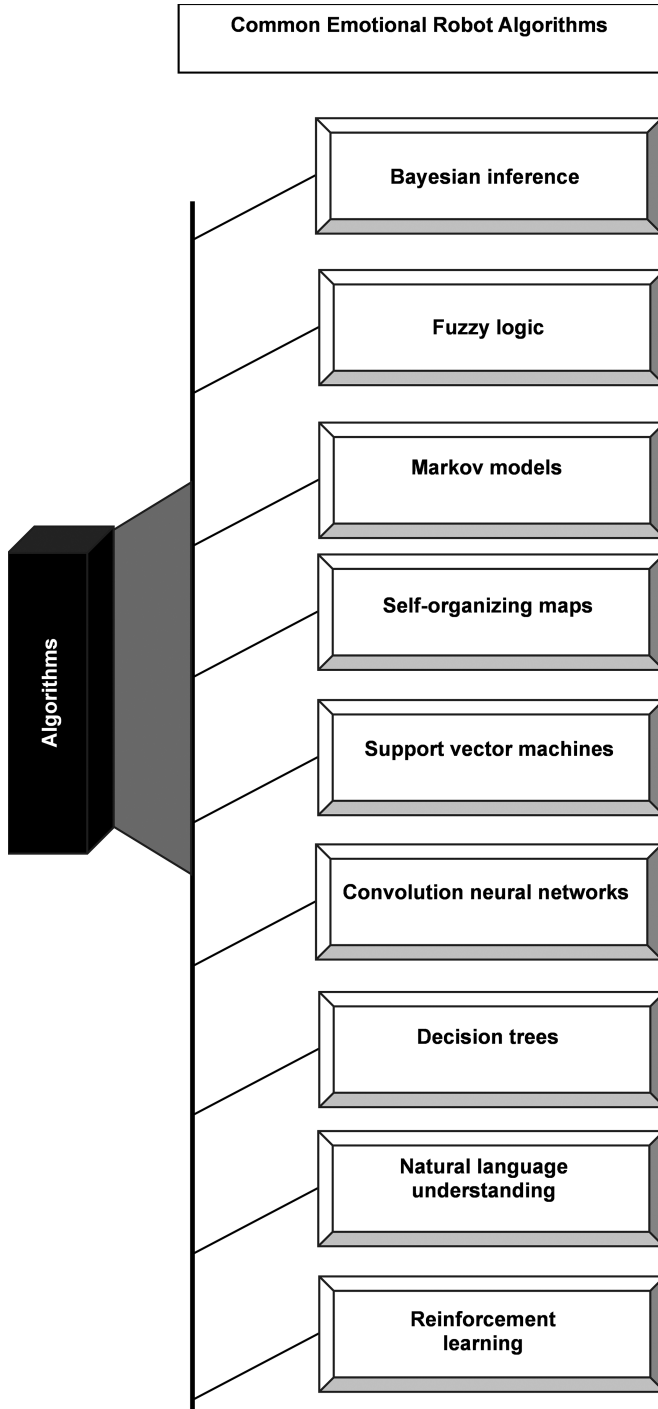 Common Emotional Robot Algorithms
Bayesian inference
Fuzzy logic
Markov models
Self-organizing maps
Algorithms
Support vector machines
Convolution neural networks
Decision trees
Natural language
understanding
Reinforcement
learning